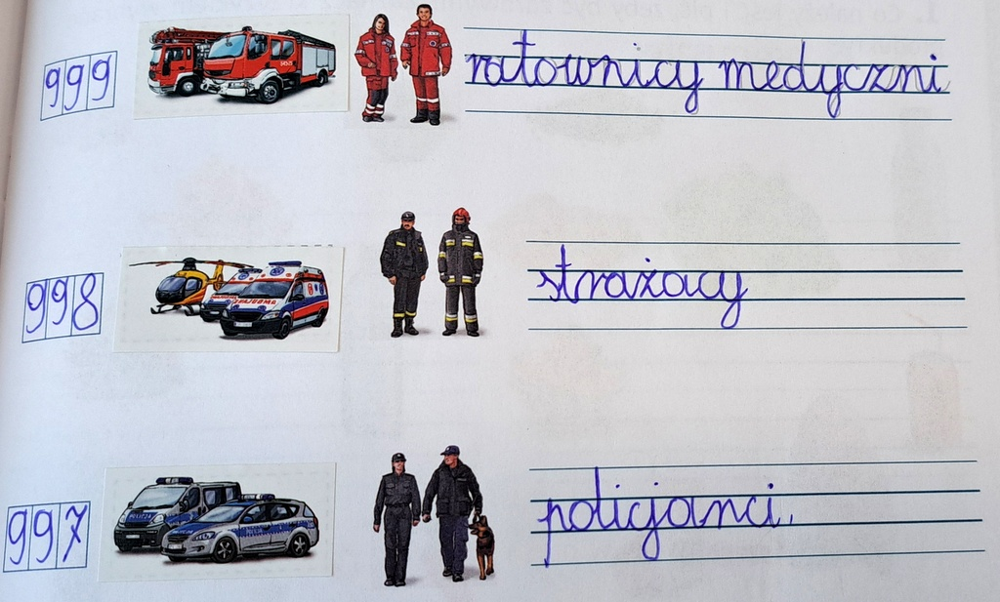 999 ratownicy medyczni
998 strażacy
997 policjanci.